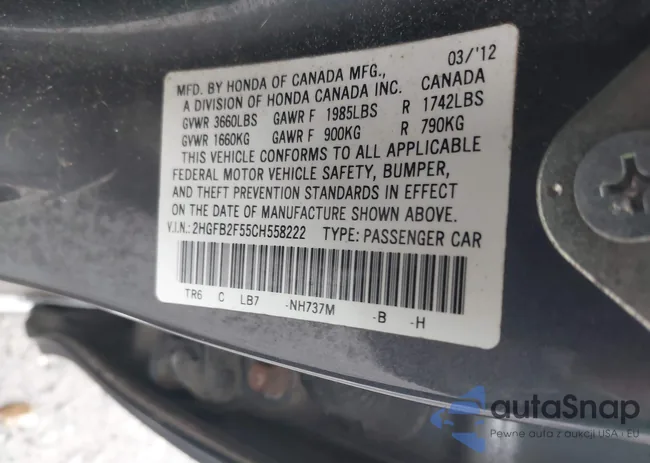 03/'12
MFD. BY HONDA OF CANADA MFG.,
A DIVISION OF HONDA CANADA INC. CANADA
GVWR 3660LBS GAWR F 1985LBS R 1742LBS
GVWR 1660KG GAWR F 900KG R 790KG
THIS VEHICLE CONFORMS TO ALL APPLICABLE
FEDERAL MOTOR VEHICLE SAFETY, BUMPER,
AND THEFT PREVENTION STANDARDS IN EFFECT
ON THE DATE OF MANUFACTURE SHOWN ABOVE.
V.I.N.: 2HGFB2F55CH558222 TYPE: PASSENGER CAR
TR6 C LB7 -NH737M -B -H
autoSnap
Pewne auta z aukcji USA i EU